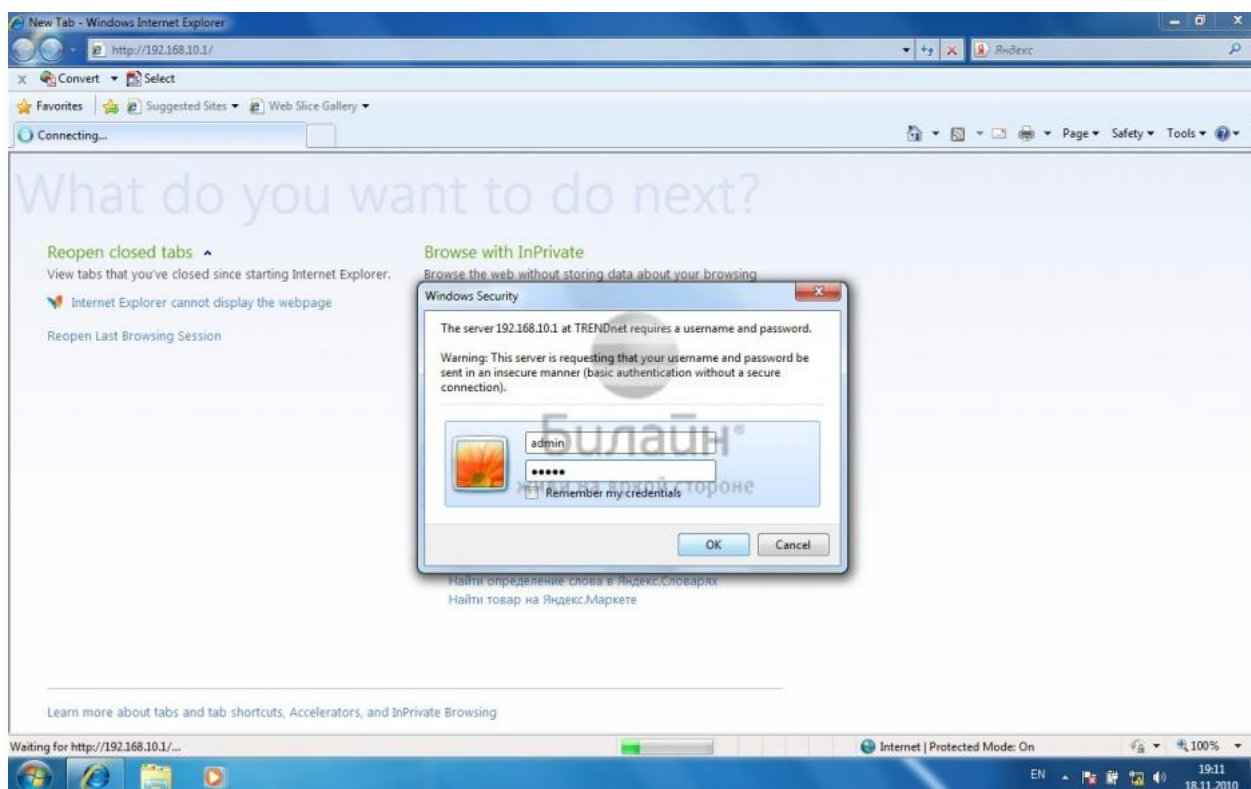 New Tab - Windows Internet Explorer
http://192.168.10.1/
Яндекс
x Convert Select
Favorites Suggested Sites Web Slice Gallery
Connecting...
Page Safety Tools
What do you want to do next?
Reopen closed tabs
View tabs that you've closed since starting Internet Explorer.
Internet Explorer cannot display the webpage
Reopen Last Browsing Session
Browse with InPrivate
Browse the web without storing data about your browsing
Windows Security
The server 192.168.10.1 at TRENDnet requires a username and password.
Warning: This server is requesting that your username and password be
sent in an insecure manner (basic authentication without a secure
connection).
Билайн®
admin
•••••
живи на яркой стороне
Remember my credentials
OK Cancel
Найти определение слова в Яндекс.Словарях
Найти товар на Яндекс.Маркете
Learn more about tabs and tab shortcuts, Accelerators, and InPrivate Browsing
Waiting for http://192.168.10.1/...
Internet | Protected Mode: On
100%
EN
19:11
18.11.2010